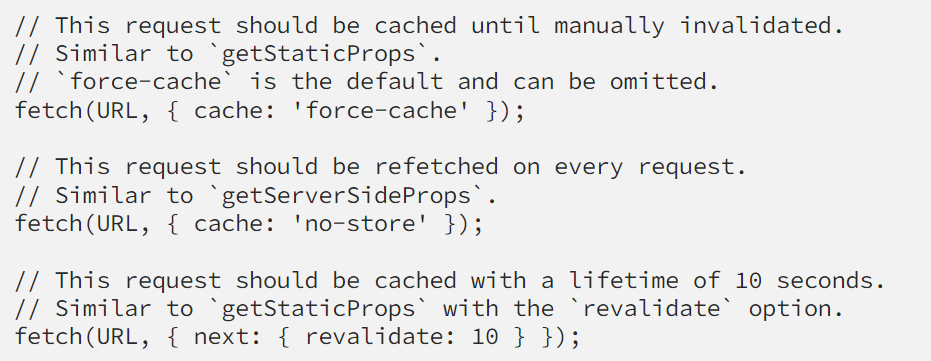 // This request should be cached until manually invalidated.
// Similar to `getStaticProps`.
// `force-cache` is the default and can be omitted.
fetch(URL, { cache: 'force-cache' });

// This request should be refetched on every request.
// Similar to `getServerSideProps`.
fetch(URL, { cache: 'no-store' });

// This request should be cached with a lifetime of 10 seconds.
// Similar to `getStaticProps` with the `revalidate` option.
fetch(URL, { next: { revalidate: 10 } });